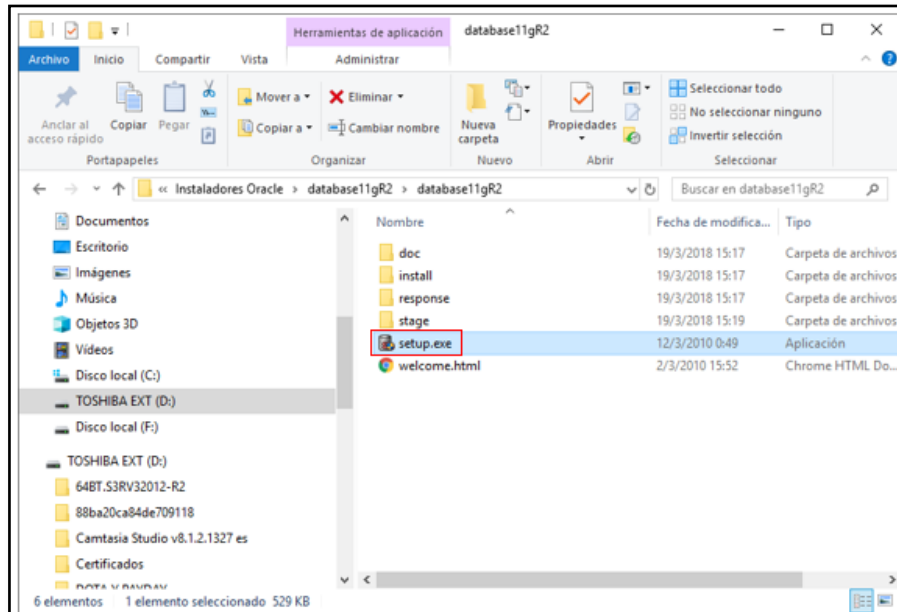 Herramientas de aplicación
database11gR2
Archivo Inicio Compartir Vista Administrar
Anclar al acceso rápido
Copiar
Pegar
Mover a
Copiar a
Eliminar
Cambiar nombre
Nueva carpeta
Propiedades
Seleccionar todo
No seleccionar ninguno
Invertir selección
Portapapeles Organizar Nuevo Abrir Seleccionar
« Instaladores Oracle > database11gR2 > database11gR2
Buscar en database11gR2
Documentos
Escritorio
Imágenes
Música
Objetos 3D
Vídeos
Disco local (C:)
TOSHIBA EXT (D:)
Disco local (F:)
TOSHIBA EXT (D:)
64BT.S3RV32012-R2
88ba20ca84de709118
Camtasia Studio v8.1.2.1327 es
Certificados
DOTA Y PAYDAY
Nombre Fecha de modifica... Tipo
doc 19/3/2018 15:17 Carpeta de archivos
install 19/3/2018 15:17 Carpeta de archivos
response 19/3/2018 15:17 Carpeta de archivos
stage 19/3/2018 15:19 Carpeta de archivos
setup.exe 12/3/2010 0:49 Aplicación
welcome.html 2/3/2010 15:52 Chrome HTML Do...
6 elementos 1 elemento seleccionado 529 KB